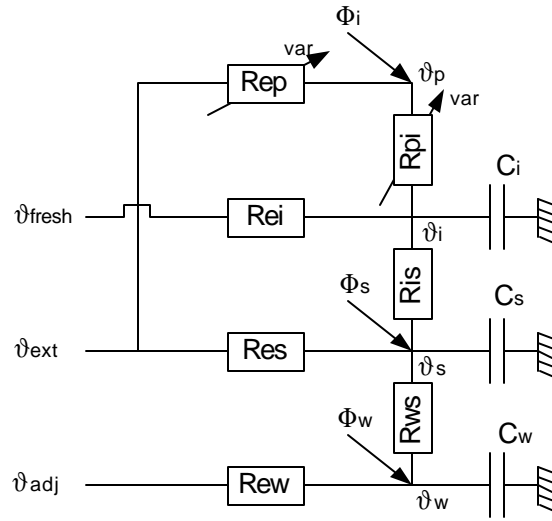 Φi
var
Rep
ϑp
var
Rpi
Ci
ϑfresh
Rei
ϑi
Φs
Ris
Cs
ϑext
Res
ϑs
Φw
Rws
Cw
ϑadj
Rew
ϑw